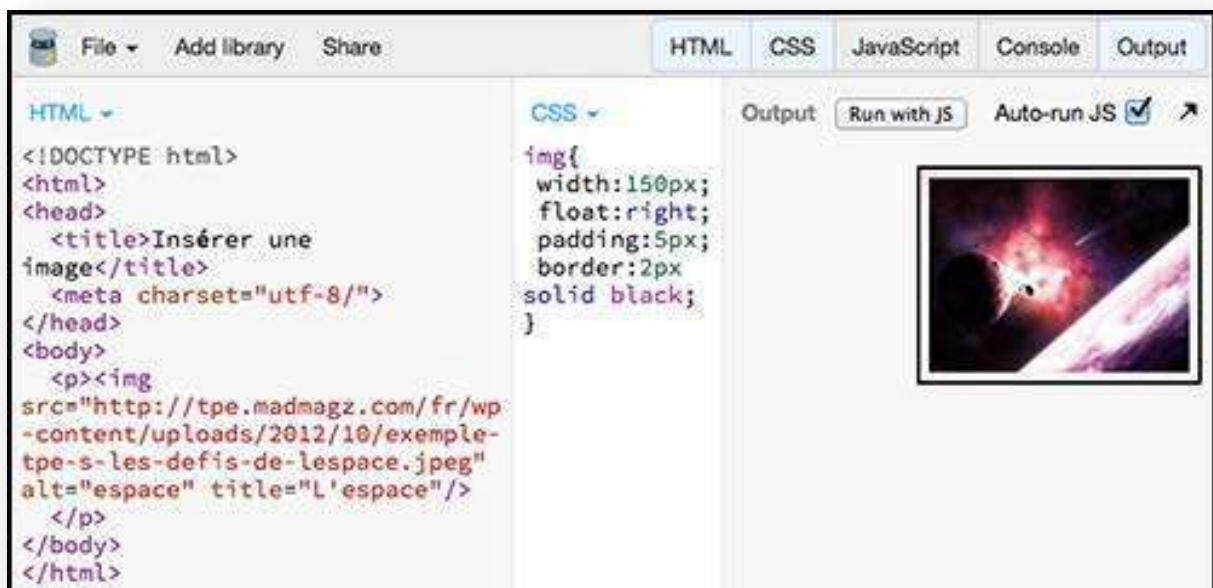 File Add library Share HTML CSS JavaScript Console Output
HTML
<!DOCTYPE html>
<html>
<head>
<title>Insérer une
image</title>
<meta charset="utf-8/">
</head>
<body>
<p><img
src="http://tpe.madmagz.com/fr/wp
-content/uploads/2012/10/exemple-
tpe-s-les-defis-de-lespace.jpeg"
alt="espace" title="L'espace"/>
</p>
</body>
</html>
CSS
img{
width:150px;
float:right;
padding:5px;
border:2px
solid black;
}
Output Run with JS Auto-run JS